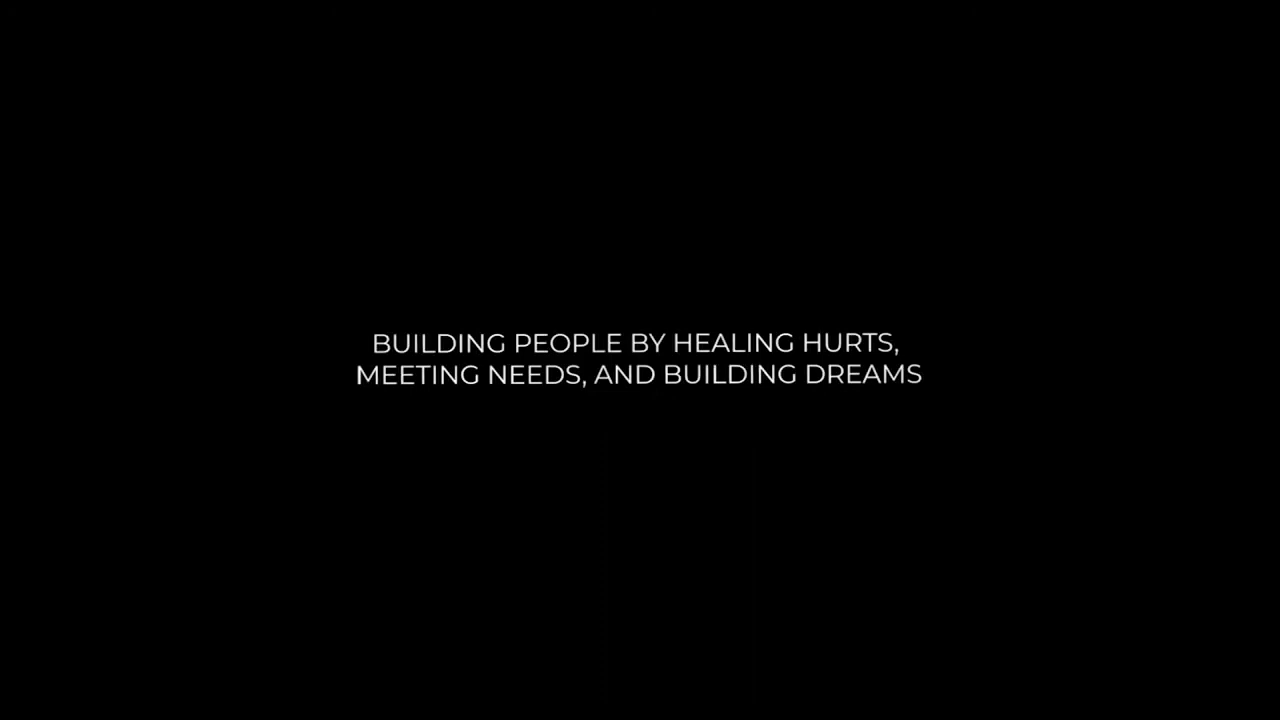 BUILDING PEOPLE BY HEALING HURTS,
MEETING NEEDS, AND BUILDING DREAMS